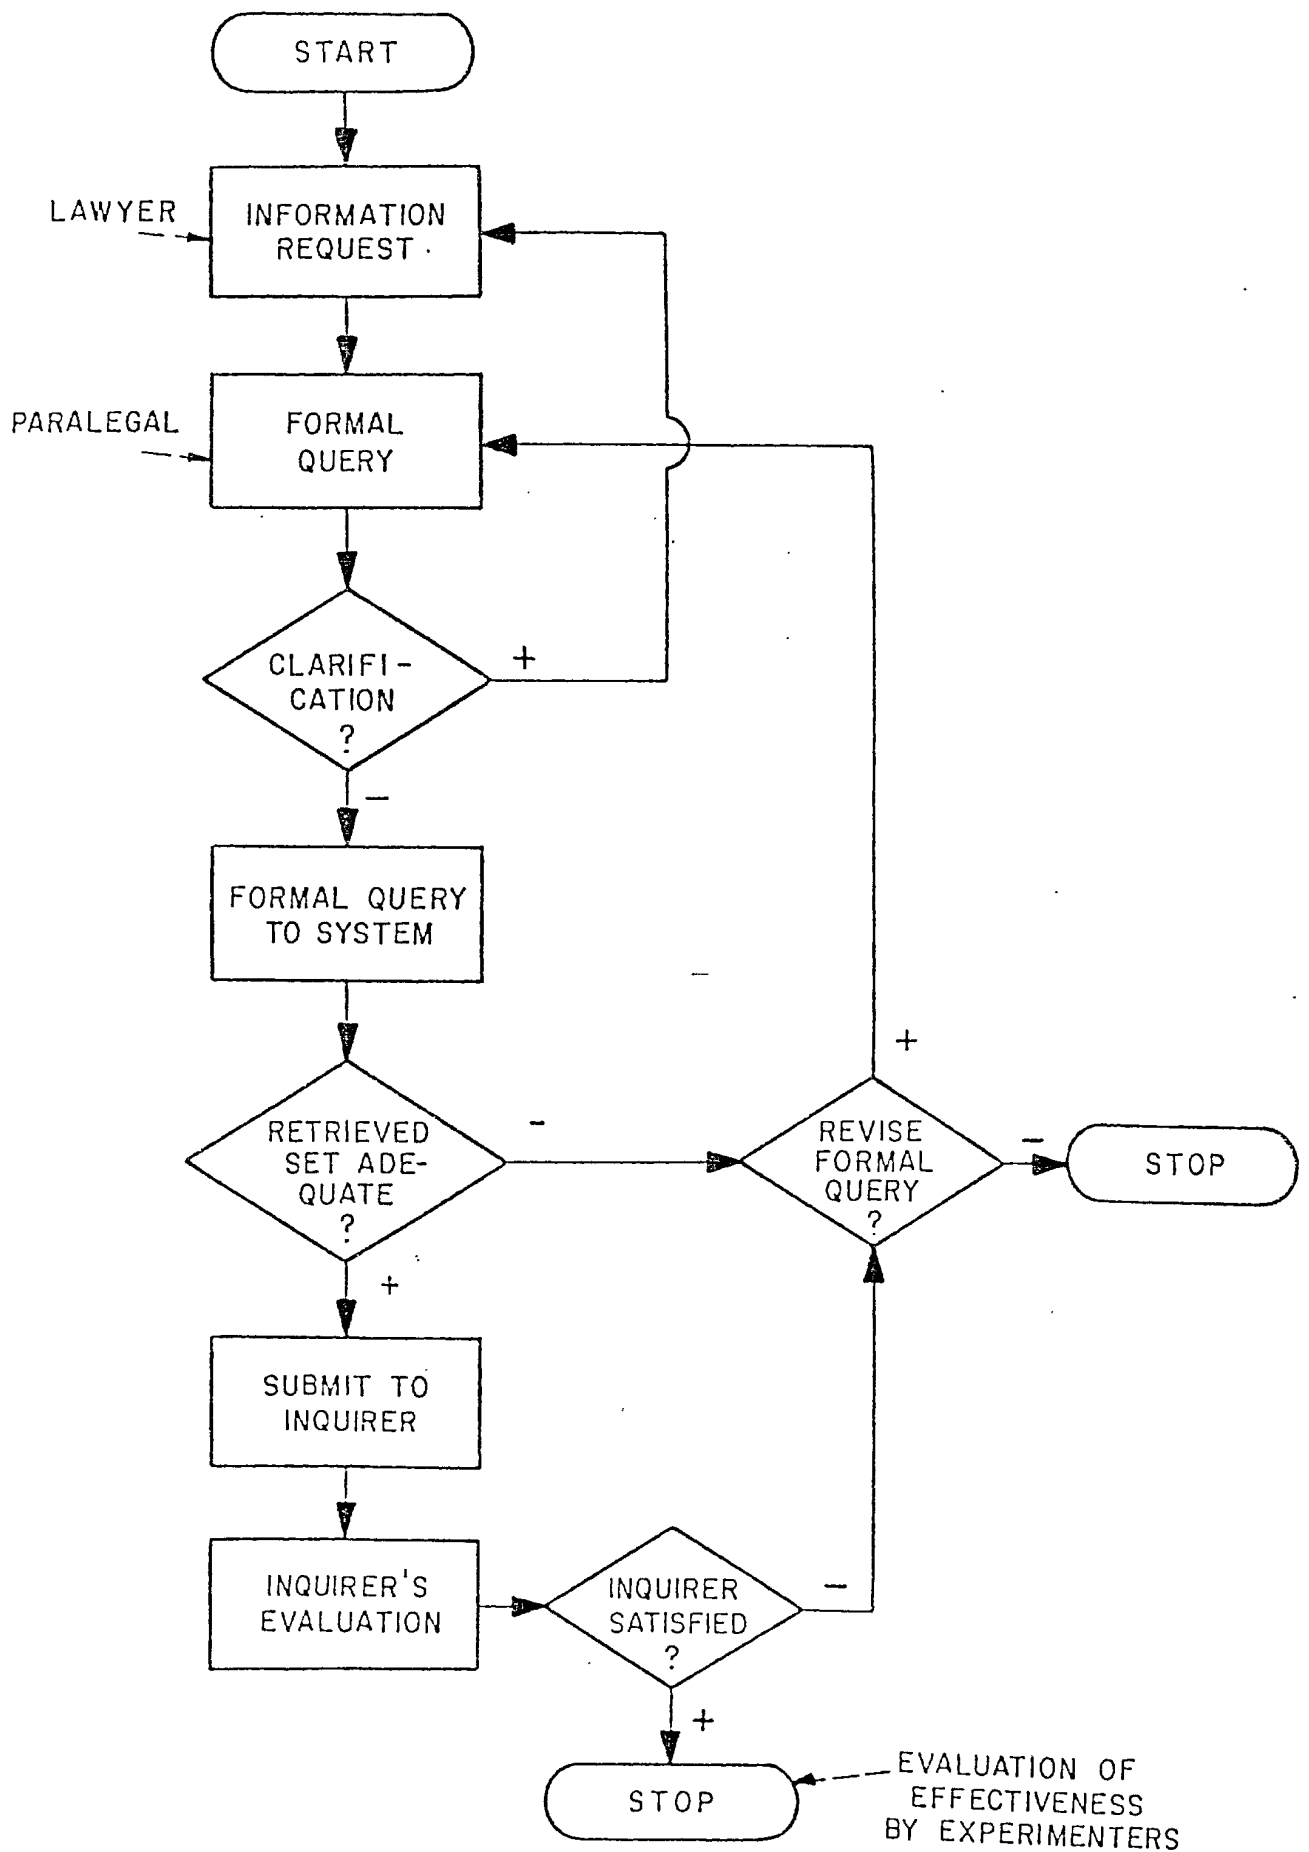 START
LAWYER
INFORMATION
REQUEST
PARALEGAL
FORMAL
QUERY
CLARIFI-
CATION
?
+
–
FORMAL QUERY
TO SYSTEM
RETRIEVED
SET ADE-
QUATE
?
-
+
REVISE
FORMAL
QUERY
?
+
–
STOP
SUBMIT TO
INQUIRER
INQUIRER'S
EVALUATION
INQUIRER
SATISFIED
?
–
+
STOP
EVALUATION OF
EFFECTIVENESS
BY EXPERIMENTERS